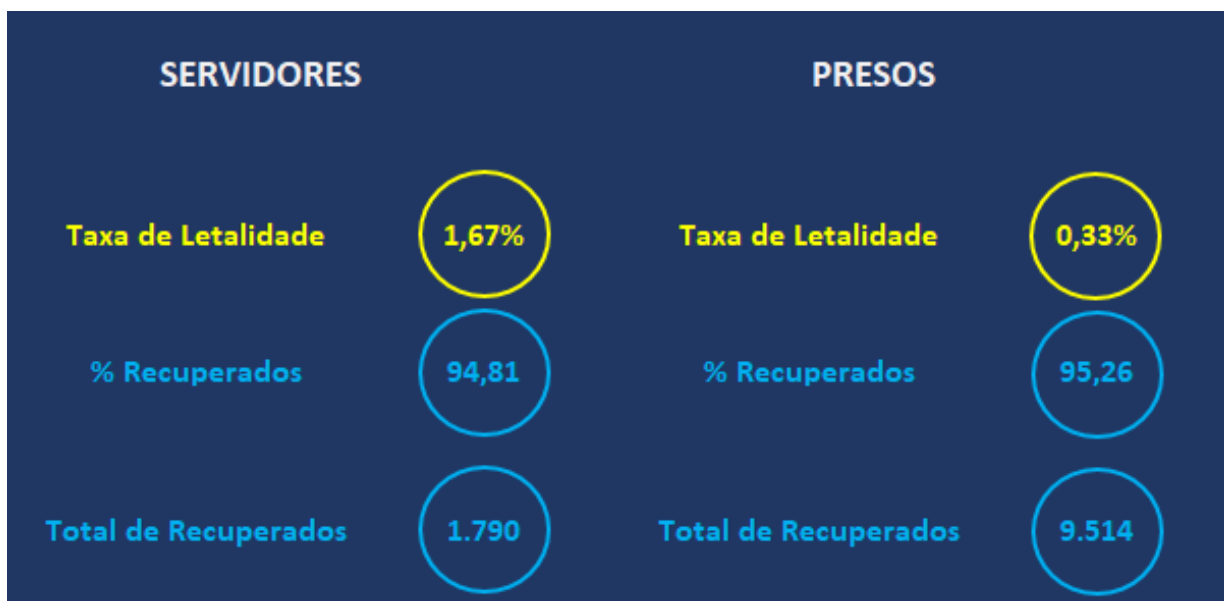 SERVIDORES
PRESOS
Taxa de Letalidade
1,67%
Taxa de Letalidade
0,33%
% Recuperados
94,81
% Recuperados
95,26
Total de Recuperados
1.790
Total de Recuperados
9.514